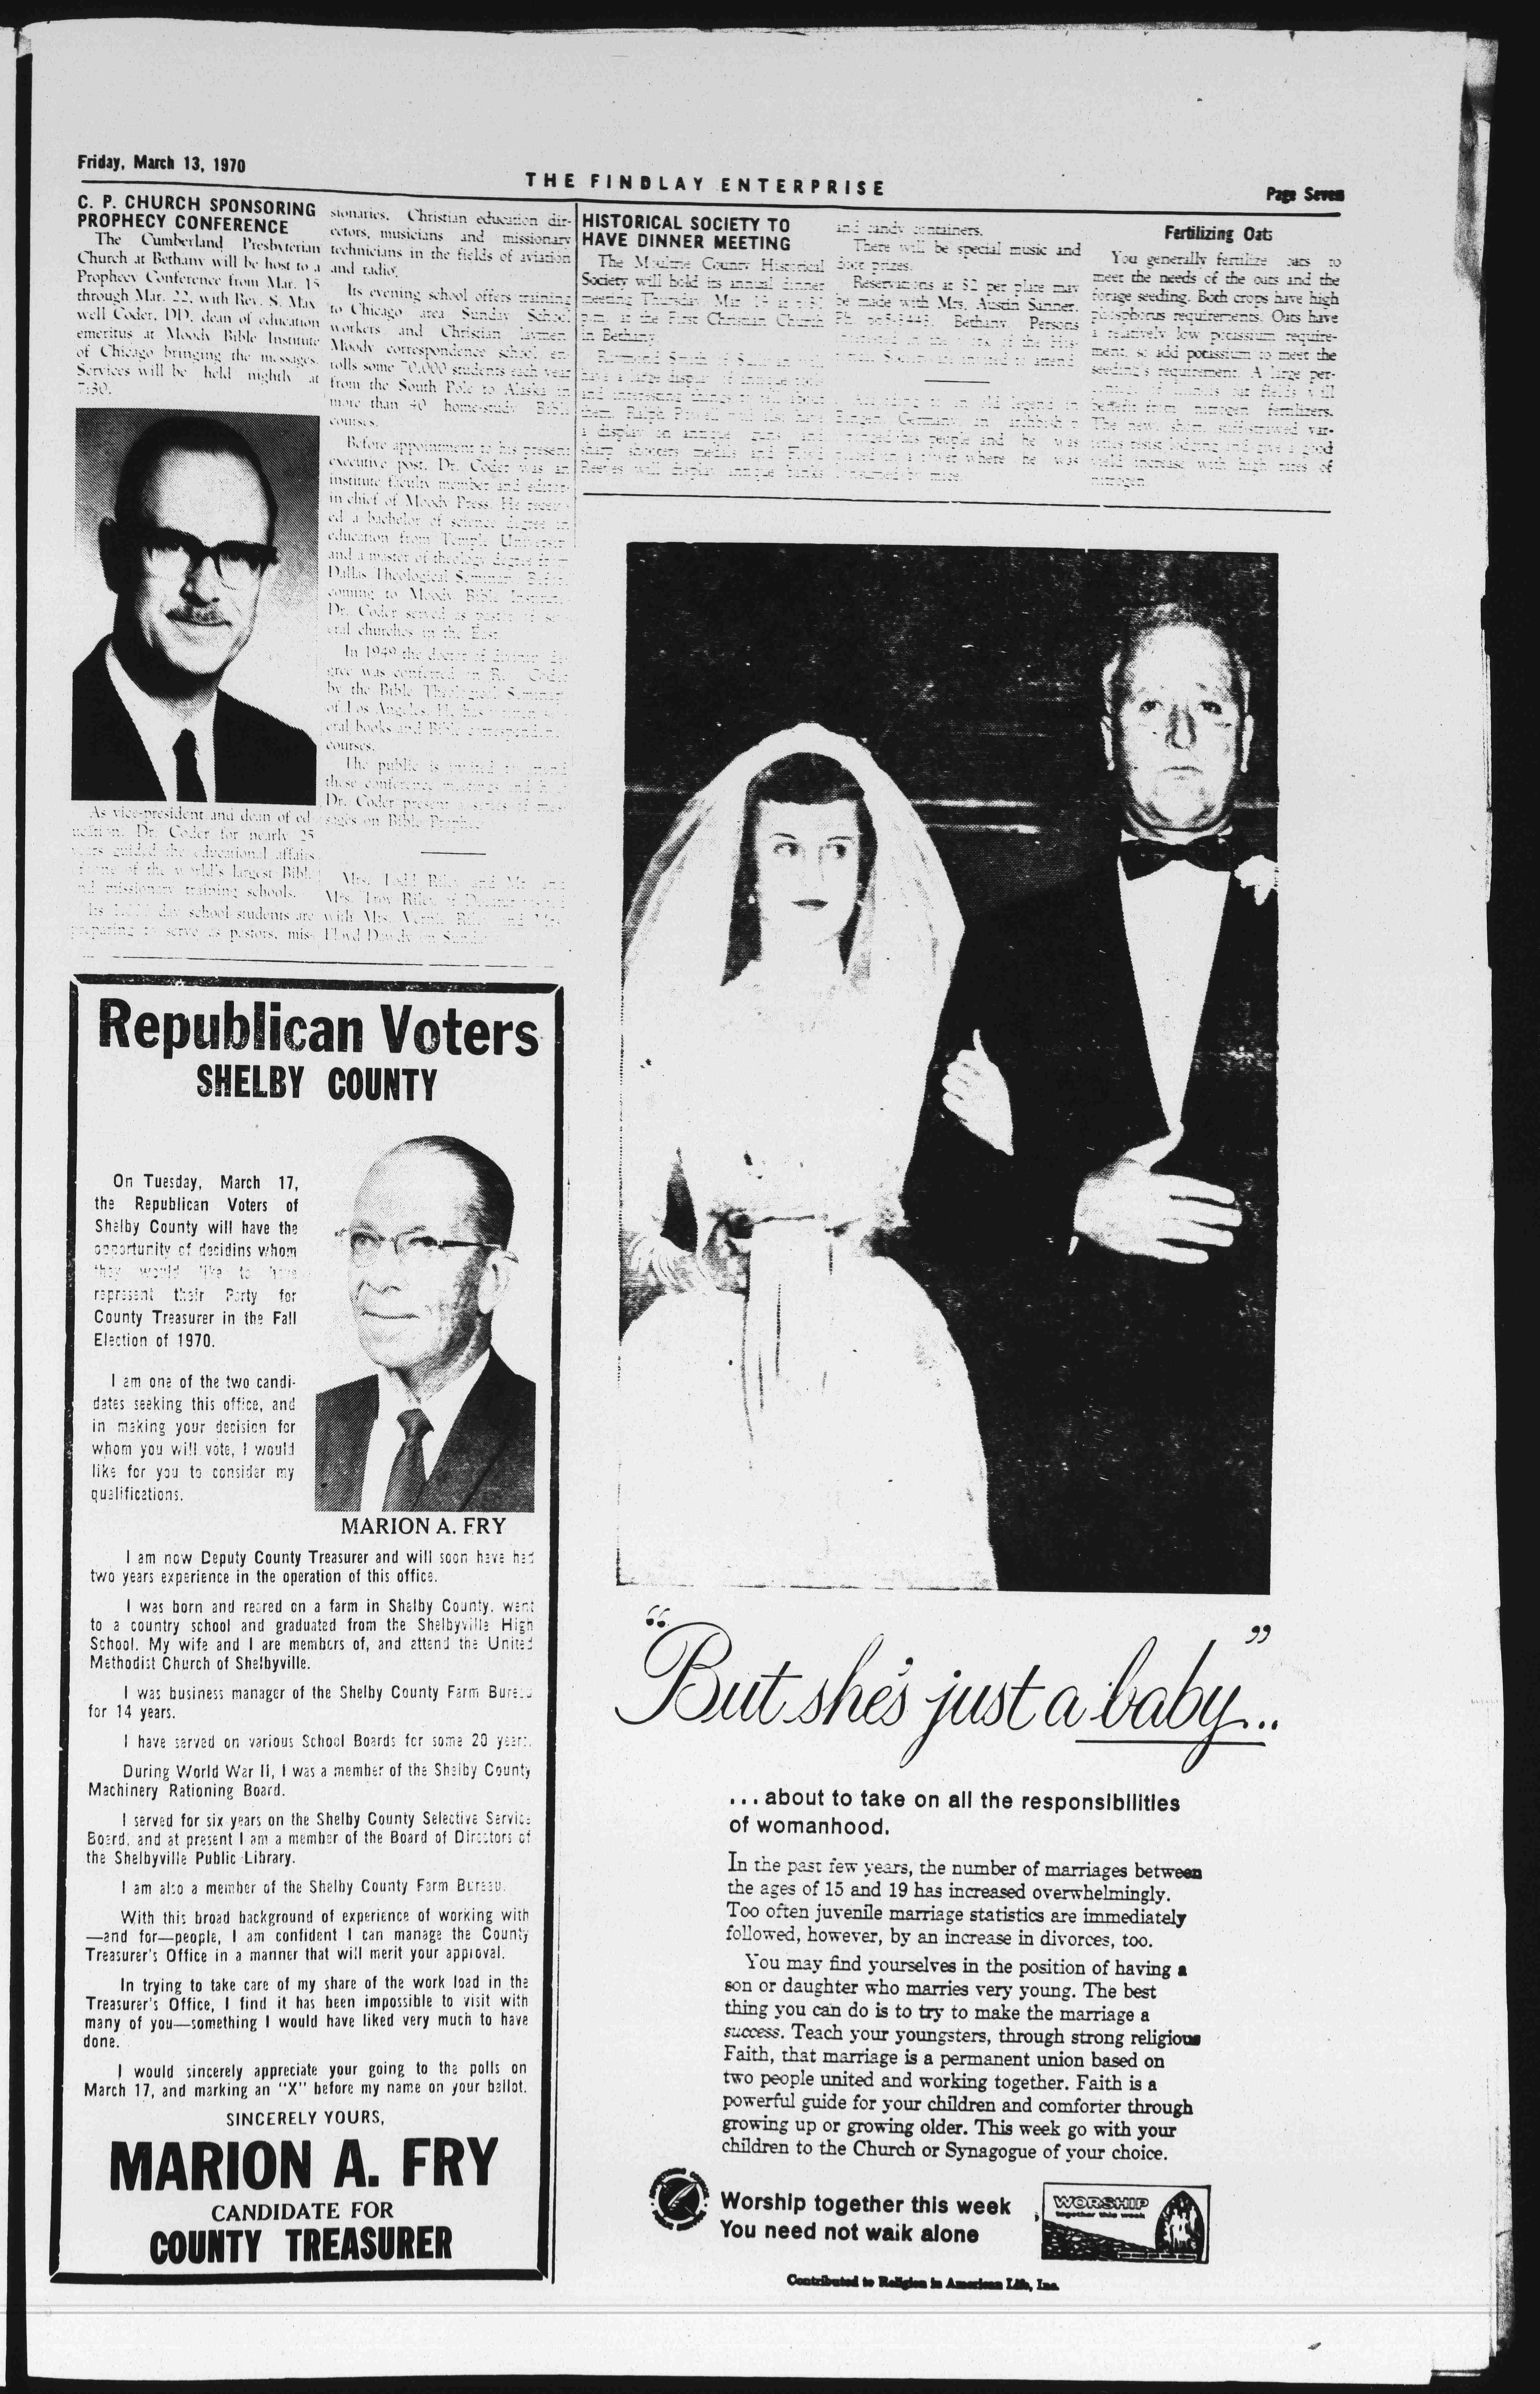 Friday, March 13, 1970
THE FINDLAY ENTERPRISE
Page Seven
C. P. CHURCH SPONSORING
PROPHECY CONFERENCE
The Cumberland Presbyterian
Church at Bethany will be host to a
Prophecy Conference from Mar. 15
through Mar. 22, with Rev. S. Max
well Coder, DD, dean of education
emeritus at Moody Bible Institute
of Chicago bringing the messages.
Services will be held nightly at
7:30.
As vice-president and dean of ed
ucation, Dr. Coder for nearly 25
years guided the educational affairs
of one of the world's largest Bible
and missionary training schools.
Its day school students are
preparing to serve as pastors, mis-
sionaries, Christian education dir-
ectors, musicians and missionary
technicians in the fields of aviation
and radio.
Its evening school offers training
to Chicago area Sunday School
workers and Christian laymen.
Moody correspondence school en-
rolls some 70,000 students each year
from the South Pole to Alaska in
more than 40 home-study Bible
courses.
Before appointment to his present
executive post, Dr. Coder was an
institute faculty member and editor-
in chief of Moody Press. He receiv-
ed a bachelor of science degree in
education from Temple University
and a master of theology degree from
Dallas Theological Seminary. Before
coming to Moody Bible Institute
Dr. Coder served as pastor of sev-
eral churches in the East.
In 1949 the doctor of divinity de-
gree was conferred on Rev. Coder
by the Bible Theological Seminary
of Los Angeles. He has written sev-
eral books and Bible correspondence
courses.
The public is invited to attend
these conference meetings and hear
Dr. Coder present a series of mes-
sages on Bible Prophecy.
Mrs. Todd Riley and Mr. and
Mrs. Troy Riley of Decatur visited
with Mrs. Vernie Riley and Mrs.
Floyd Dowdy on Sunday.
HISTORICAL SOCIETY TO
HAVE DINNER MEETING
The Moultrie County Historical
Society will hold its annual dinner
meeting Thursday Mar. 19 at
p.m. at the First Christian Church
in Bethany.
Raymond Smith of Sullivan will
have a large display of antique
and interesting things to tell about
them. Ralph Powell will also have
a display on antique guns and
sharp shooters medals and Floyd
Reeves will display antique banks
and candy containers.
There will be special music and
door prizes.
Reservations at $2 per plate may
be made with Mrs. Austin Sanner,
Ph. 665-3443, Bethany. Persons
interested in the work of the His-
torical Society are invited to attend.
According to an old legend in
Bingen, Germany, an archbishop
wronged his people and he was
in a tower where he was
consumed by mice.
Fertilizing Oats
You generally fertilize oats to
meet the needs of the oats and the
forage seeding. Both crops have high
phosphorus requirements. Oats have
a relatively low potassium require-
ment, so add potassium to meet the
seeding's requirement. A large per-
centage of Illinois oat fields will
benefit from nitrogen fertilizers.
The new, short, stiff-strawed var-
ieties resist lodging and give a good
yield increase with high rates of
nitrogen.
Republican Voters
SHELBY COUNTY
On Tuesday, March 17,
the Republican Voters of
Shelby County will have the
opportunity of decidins whom
they would like to have
represent their Party for
County Treasurer in the Fall
Election of 1970.
I am one of the two candi-
dates seeking this office, and
in making your decision for
whom you will vote, I would
like for you to consider my
qualifications.
MARION A. FRY
I am now Deputy County Treasurer and will soon have had
two years experience in the operation of this office.
I was born and reared on a farm in Shelby County, went
to a country school and graduated from the Shelbyville High
School. My wife and I are members of, and attend the United
Methodist Church of Shelbyville.
I was business manager of the Shelby County Farm Bureau
for 14 years.
I have served on various School Boards for some 20 years.
During World War II, I was a member of the Shelby County
Machinery Rationing Board.
I served for six years on the Shelby County Selective Service
Board, and at present I am a member of the Board of Directors of
the Shelbyville Public Library.
I am also a member of the Shelby County Farm Bureau.
With this broad background of experience of working with
—and for—people, I am confident I can manage the County
Treasurer's Office in a manner that will merit your approval.
In trying to take care of my share of the work load in the
Treasurer's Office, I find it has been impossible to visit with
many of you—something I would have liked very much to have
done.
I would sincerely appreciate your going to the polls on
March 17, and marking an "X" before my name on your ballot.
SINCERELY YOURS,
MARION A. FRY
CANDIDATE FOR
COUNTY TREASURER
"But she's just a baby..."
... about to take on all the responsibilities
of womanhood.
In the past few years, the number of marriages between
the ages of 15 and 19 has increased overwhelmingly.
Too often juvenile marriage statistics are immediately
followed, however, by an increase in divorces, too.
You may find yourselves in the position of having a
son or daughter who marries very young. The best
thing you can do is to try to make the marriage a
success. Teach your youngsters, through strong religious
Faith, that marriage is a permanent union based on
two people united and working together. Faith is a
powerful guide for your children and comforter through
growing up or growing older. This week go with your
children to the Church or Synagogue of your choice.
Worship together this week
You need not walk alone
WORSHIP
together this week
Contributed to Religion in American Life, Inc.